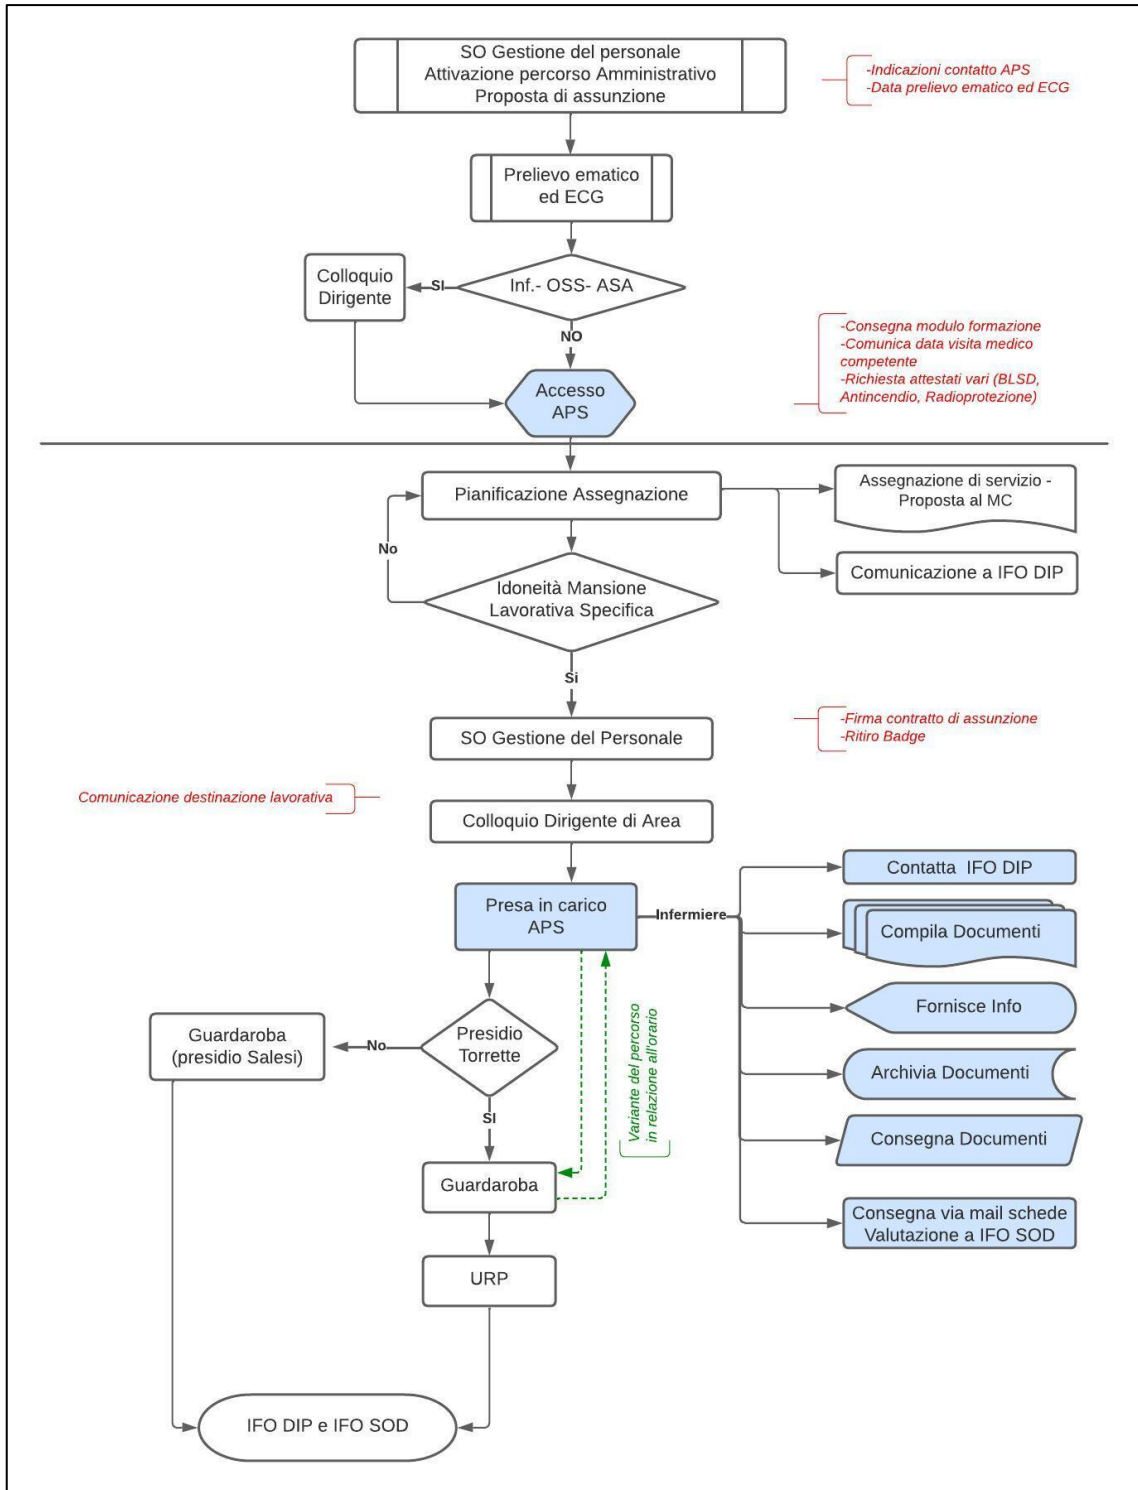 SO Gestione del personale
Attivazione percorso Amministrativo
Proposta di assunzione
-Indicazioni contatto APS
-Data prelievo ematico ed ECG
Prelievo ematico
ed ECG
Inf.- OSS- ASA
SI
Colloquio
Dirigente
NO
-Consegna modulo formazione
-Comunica data visita medico
competente
-Richiesta attestati vari (BLSD,
Antincendio, Radioprotezione)
Accesso
APS
Pianificazione Assegnazione
Assegnazione di servizio -
Proposta al MC
No
Comunicazione a IFO DIP
Idoneità Mansione
Lavorativa Specifica
Si
SO Gestione del Personale
-Firma contratto di assunzione
-Ritiro Badge
Comunicazione destinazione lavorativa
Colloquio Dirigente di Area
Presa in carico
APS
Infermiere
Contatta IFO DIP
Compila Documenti
Fornisce Info
Archivia Documenti
Consegna Documenti
Consegna via mail schede
Valutazione a IFO SOD
Variante del percorso
in relazione all'orario
Presidio
Torrette
No
Guardaroba
(presidio Salesi)
SI
Guardaroba
URP
IFO DIP e IFO SOD